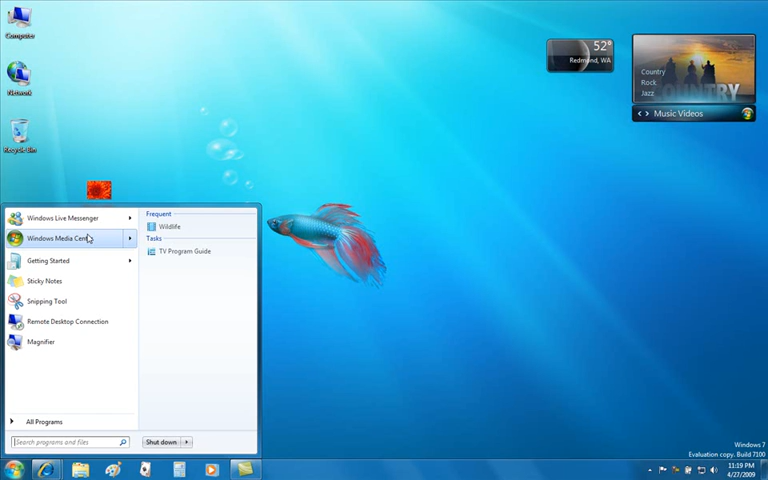 Computer
Network
Recycle Bin
52°
Redmond, WA
Country
Rock
Jazz
COUNTRY
Music Videos
Windows Live Messenger
Windows Media Cen
Getting Started
Sticky Notes
Snipping Tool
Remote Desktop Connection
Magnifier
All Programs
Search programs and files
Frequent
Wildlife
Tasks
TV Program Guide
Shut down
Windows 7
Evaluation copy. Build 7100
11:19 PM
4/27/2009